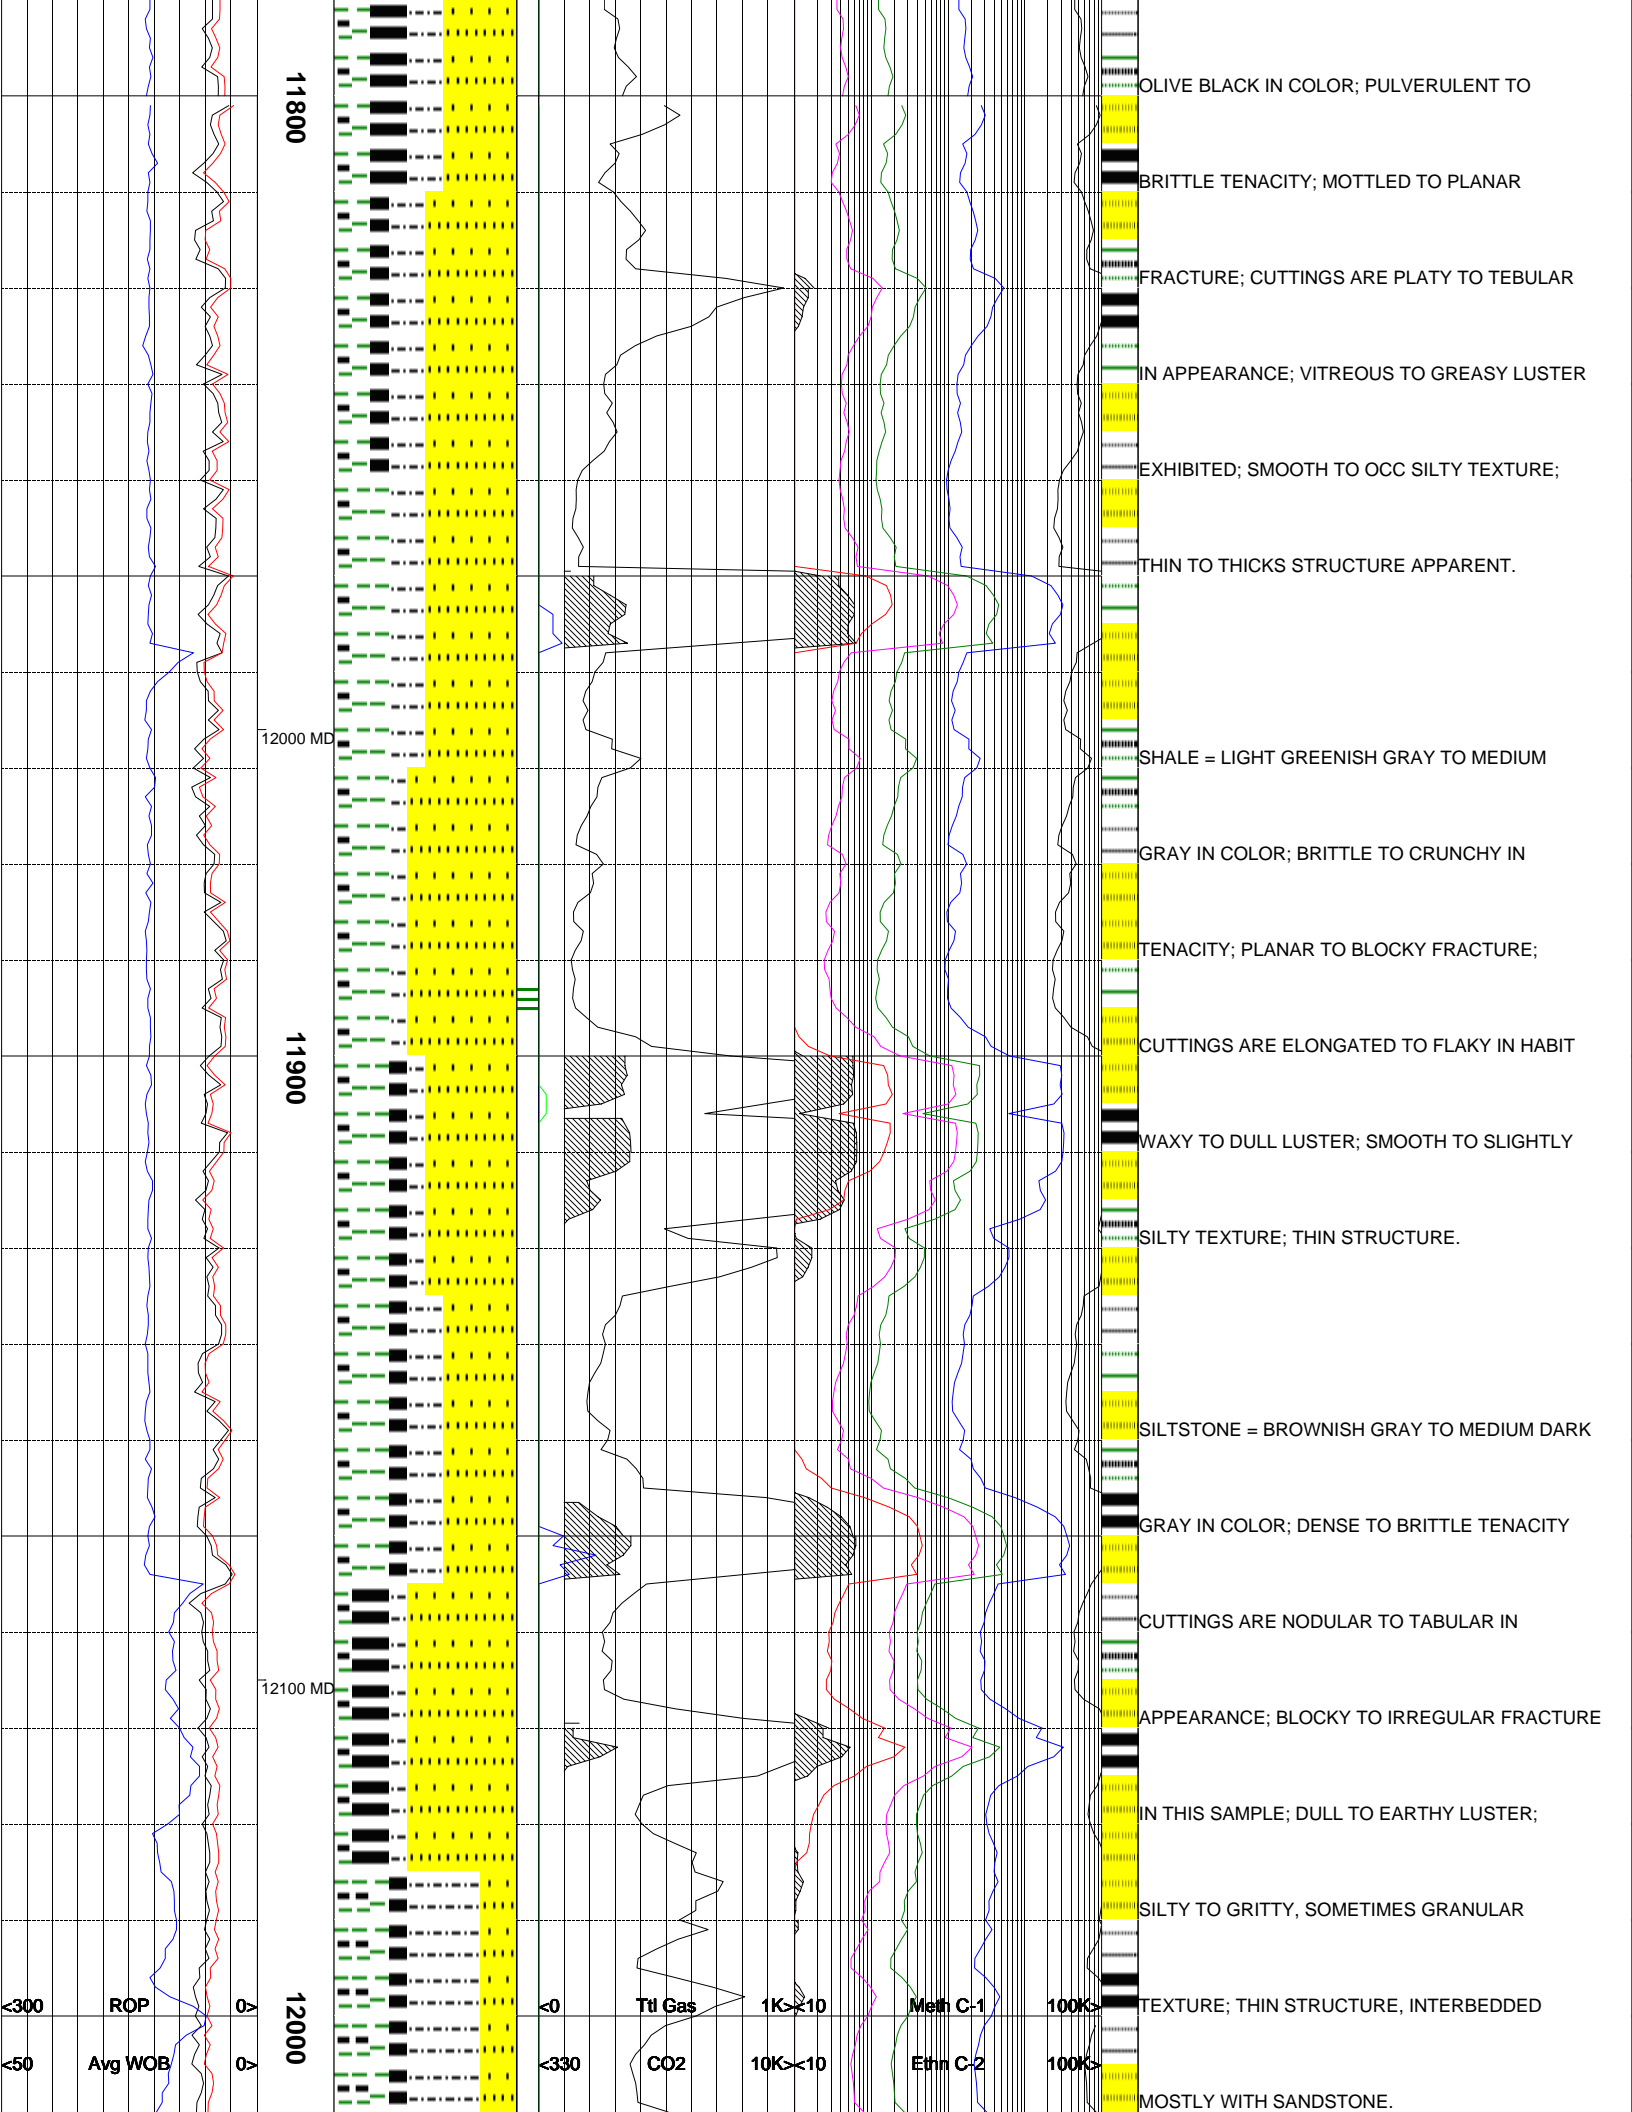 11800
OLIVE BLACK IN COLOR; PULVERULENT TO
BRITTLE TENACITY; MOTTLED TO PLANAR
FRACTURE; CUTTINGS ARE PLATY TO TEBULAR
IN APPEARANCE; VITREOUS TO GREASY LUSTER
EXHIBITED; SMOOTH TO OCC SILTY TEXTURE;
THIN TO THICKS STRUCTURE APPARENT.
12000 MD
SHALE = LIGHT GREENISH GRAY TO MEDIUM
GRAY IN COLOR; BRITTLE TO CRUNCHY IN
TENACITY; PLANAR TO BLOCKY FRACTURE;
11900
CUTTINGS ARE ELONGATED TO FLAKY IN HABIT
WAXY TO DULL LUSTER; SMOOTH TO SLIGHTLY
SILTY TEXTURE; THIN STRUCTURE.
SILTSTONE = BROWNISH GRAY TO MEDIUM DARK
GRAY IN COLOR; DENSE TO BRITTLE TENACITY
CUTTINGS ARE NODULAR TO TABULAR IN
12100 MD
APPEARANCE; BLOCKY TO IRREGULAR FRACTURE
IN THIS SAMPLE; DULL TO EARTHY LUSTER;
SILTY TO GRITTY, SOMETIMES GRANULAR
<300 ROP 0>
12000
<0 Ttl Gas 1K>
<10 Meth C-1 100K>
TEXTURE; THIN STRUCTURE, INTERBEDDED
<50 Avg WOB 0>
<330 CO2 10K>
<10 Ethn C-2 100K>
MOSTLY WITH SANDSTONE.